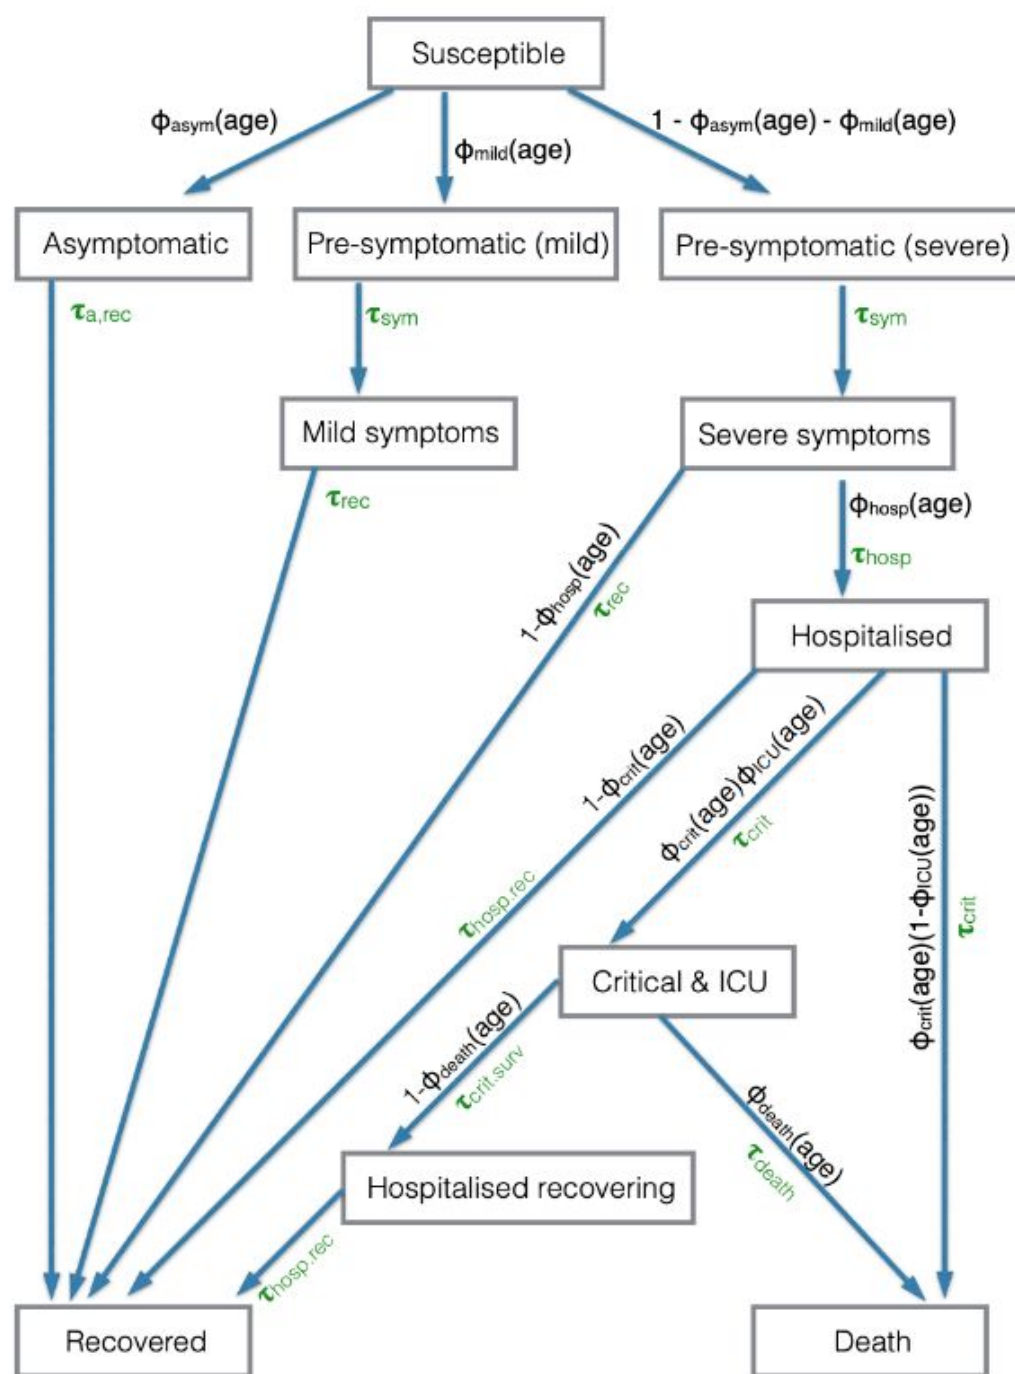 Susceptible
ϕasym(age)
ϕmild(age)
1 - ϕasym(age) - ϕmild(age)
Asymptomatic
Pre-symptomatic (mild)
Pre-symptomatic (severe)
τa,rec
τsym
τsym
Mild symptoms
Severe symptoms
τrec
ϕhosp(age)
τhosp
1-ϕhosp(age)
τrec
Hospitalised
1-ϕcrit(age)
τhosp.rec
ϕcrit(age)ϕICU(age)
τcrit
ϕcrit(age)(1-ϕICU(age))
τcrit
Critical & ICU
1-ϕdeath(age)
τcrit.surv
ϕdeath(age)
τdeath
Hospitalised recovering
τhosp.rec
Recovered
Death